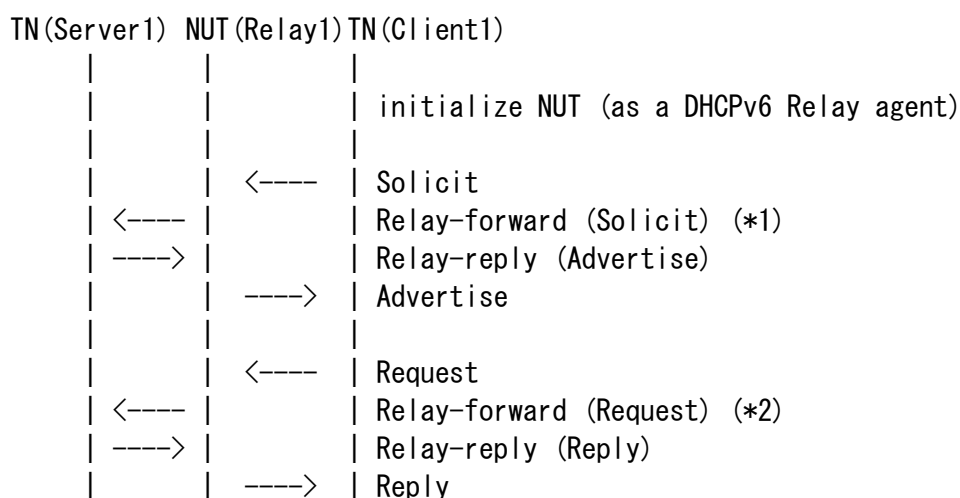 TN(Server1) NUT(Relay1)TN(Client1)
| | |
| | | initialize NUT (as a DHCPv6 Relay agent)
| | |
| | <---- | Solicit
| <---- | | Relay-forward (Solicit) (*1)
| ----> | | Relay-reply (Advertise)
| | ----> | Advertise
| | |
| | <---- | Request
| <---- | | Relay-forward (Request) (*2)
| ----> | | Relay-reply (Reply)
| | ----> | Reply